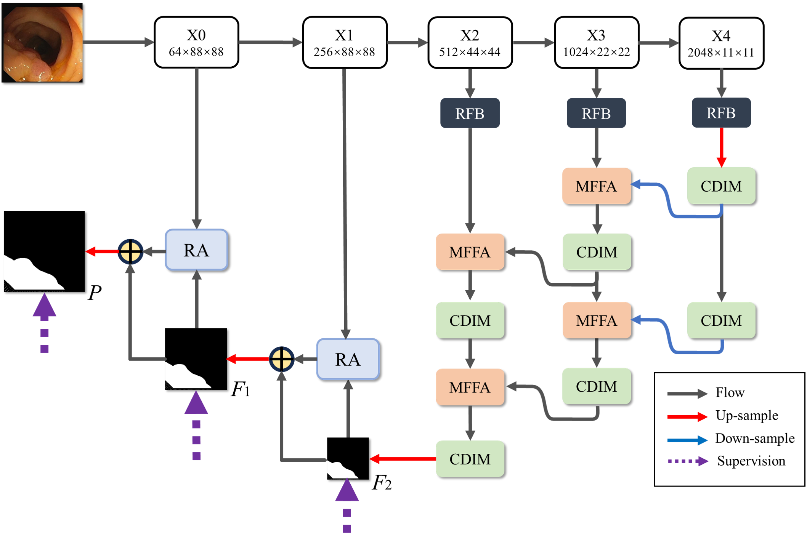 X0
64×88×88
X1
256×88×88
X2
512×44×44
X3
1024×22×22
X4
2048×11×11
RFB
RFB
RFB
MFFA
CDIM
RA
MFFA
CDIM
P
CDIM
MFFA
CDIM
RA
F1
MFFA
CDIM
F2
CDIM
Flow
Up-sample
Down-sample
Supervision